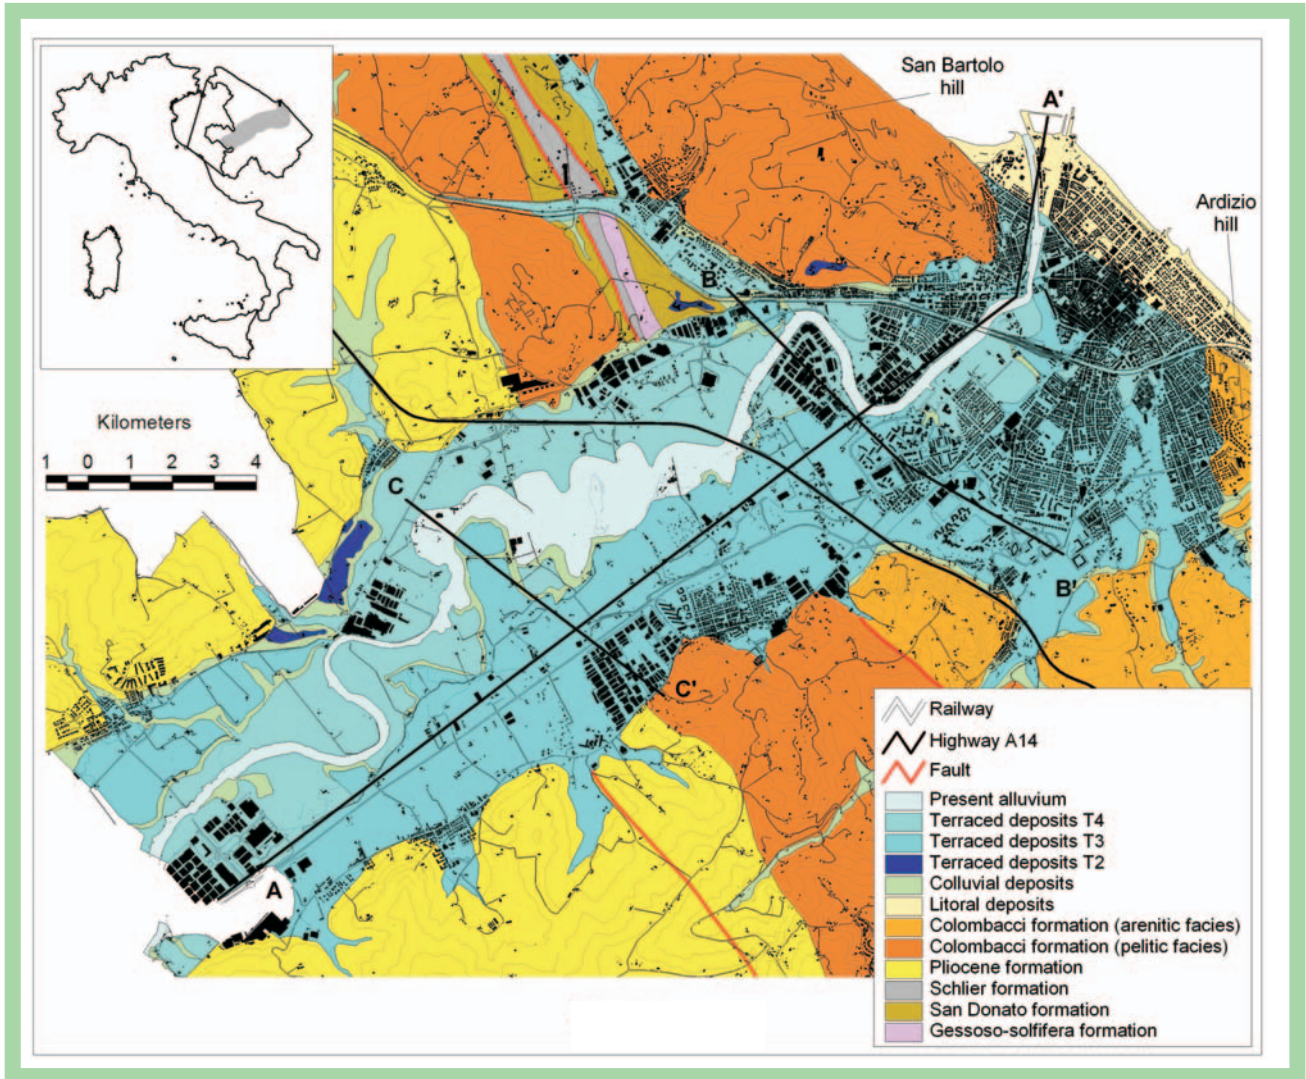 San Bartolo
hill
A'
Ardizio
hill
B
Kilometers
1 0 1 2 3 4
C
B'
C'
A
Railway
Highway A14
Fault
Present alluvium
Terraced deposits T4
Terraced deposits T3
Terraced deposits T2
Colluvial deposits
Litoral deposits
Colombacci formation (arenitic facies)
Colombacci formation (pelitic facies)
Pliocene formation
Schlier formation
San Donato formation
Gessoso-solfifera formation